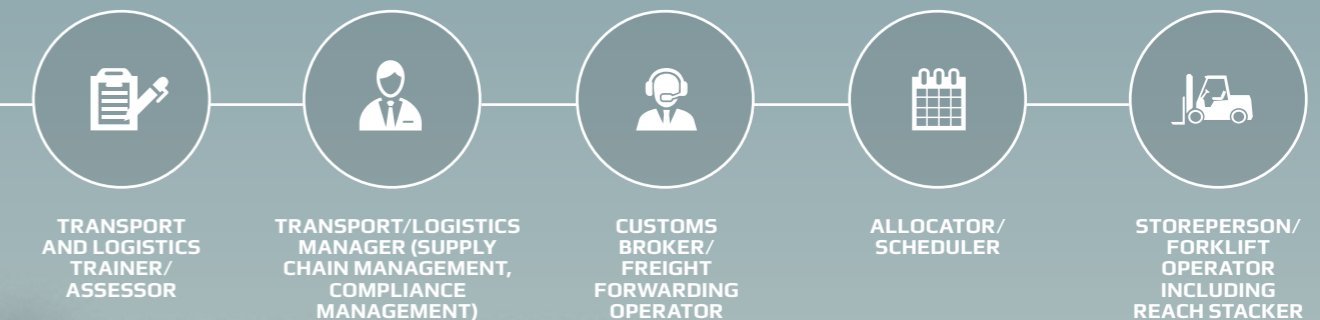 TRANSPORT
AND LOGISTICS
TRAINER/
ASSESSOR
TRANSPORT/LOGISTICS
MANAGER (SUPPLY
CHAIN MANAGEMENT,
COMPLIANCE
MANAGEMENT)
CUSTOMS
BROKER/
FREIGHT
FORWARDING
OPERATOR
ALLOCATOR/
SCHEDULER
STOREPERSON/
FORKLIFT
OPERATOR
INCLUDING
REACH STACKER